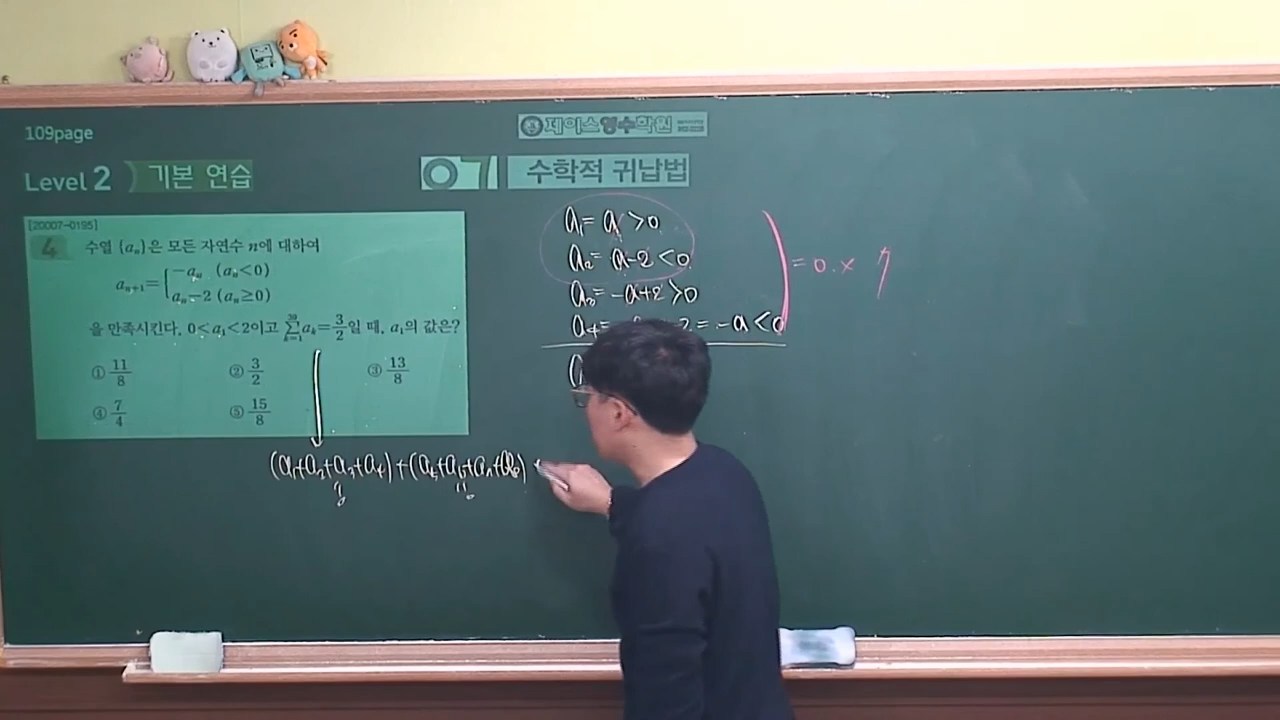 109page
제이스영수학원
Level 2 기본 연습
07 수학적 귀납법
[20007-0195]
4 수열 {aₙ}은 모든 자연수 n에 대하여
aₙ₊₁= { -aₙ (aₙ<0)
aₙ-2 (aₙ≥0)
을 만족시킨다. 0<a₁<2이고 일 때, a₁의 값은?
① 11/8 ② 3/2 ③ 13/8
④ 7/4 ⑤ 15/8
a₁= a >0
a₂= a-2 <0
a₃= -a+2 >0
a₄= 2 = -a <0
= 0 ×
(a₁+a₂+a₃+a₄)+(a₅+a₆+a₇+a₈)